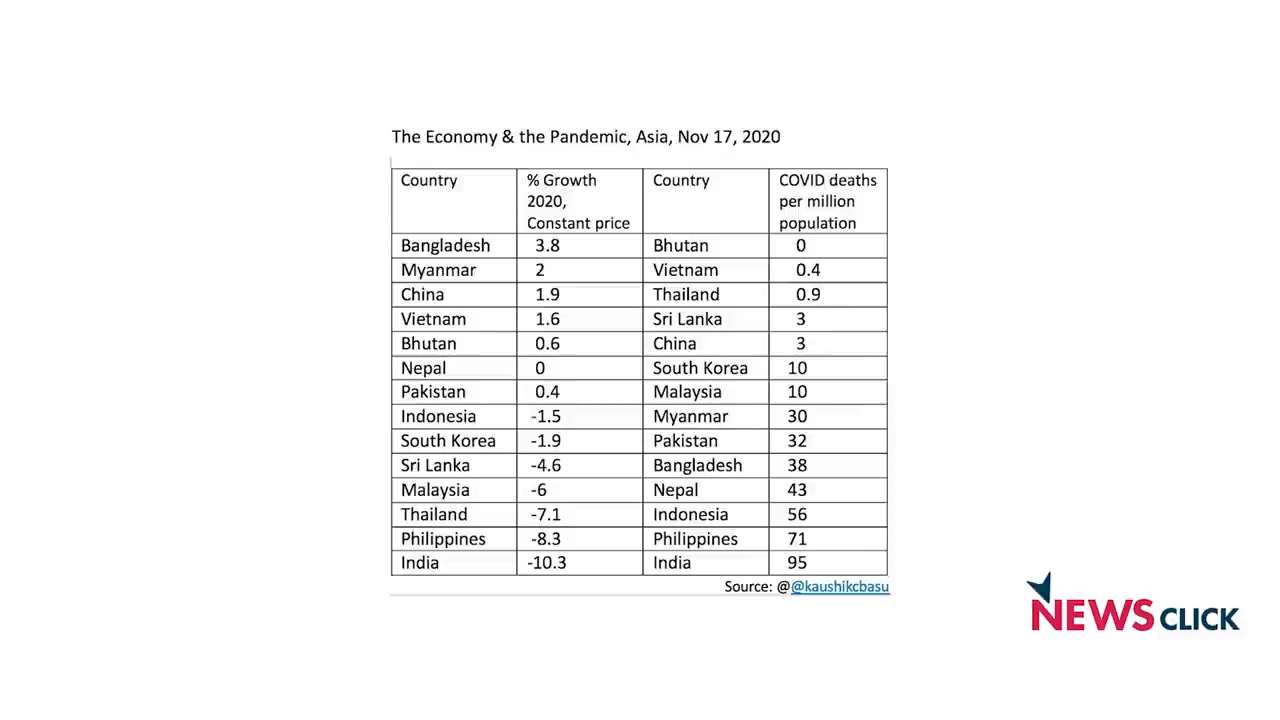 The Economy & the Pandemic, Asia, Nov 17, 2020
Country % Growth 2020, Constant price Country COVID deaths per million population
Bangladesh 3.8 Bhutan 0
Myanmar 2 Vietnam 0.4
China 1.9 Thailand 0.9
Vietnam 1.6 Sri Lanka 3
Bhutan 0.6 China 3
Nepal 0 South Korea 10
Pakistan 0.4 Malaysia 10
Indonesia -1.5 Myanmar 30
South Korea -1.9 Pakistan 32
Sri Lanka -4.6 Bangladesh 38
Malaysia -6 Nepal 43
Thailand -7.1 Indonesia 56
Philippines -8.3 Philippines 71
India -10.3 India 95
Source: @@kaushikcbasu
NEWSCLICK